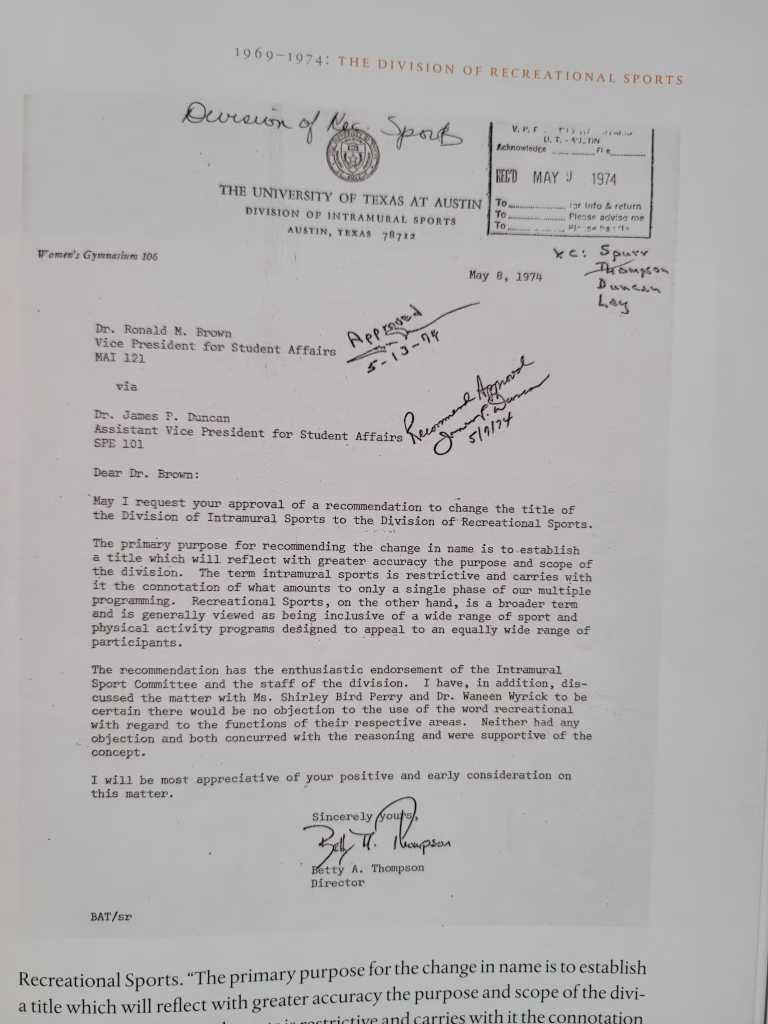 1969–1974: THE DIVISION OF RECREATIONAL SPORTS
Division of Rec. Sports
V. P. F
U. T. - AUSTIN
Acknowledge ............ File............
REC'D MAY 1974
To............... for Info & return
To............... Please advise me
To...............
THE UNIVERSITY OF TEXAS AT AUSTIN
DIVISION OF INTRAMURAL SPORTS
AUSTIN, TEXAS 78712
Women's Gymnasium 106
xc: Spurr
Thompson
Duncan
Lay
May 8, 1974
Dr. Ronald M. Brown
Vice President for Student Affairs
MAI 121
Approved
5-13-74
via
Dr. James P. Duncan
Assistant Vice President for Student Affairs
SPE 101
Recommend Approval
James P. Duncan
5/9/74
Dear Dr. Brown:
May I request your approval of a recommendation to change the title of
the Division of Intramural Sports to the Division of Recreational Sports.
The primary purpose for recommending the change in name is to establish
a title which will reflect with greater accuracy the purpose and scope of
the division. The term intramural sports is restrictive and carries with
it the connotation of what amounts to only a single phase of our multiple
programming. Recreational Sports, on the other hand, is a broader term
and is generally viewed as being inclusive of a wide range of sport and
physical activity programs designed to appeal to an equally wide range of
participants.
The recommendation has the enthusiastic endorsement of the Intramural
Sport Committee and the staff of the division. I have, in addition, dis-
cussed the matter with Ms. Shirley Bird Perry and Dr. Waneen Wyrick to be
certain there would be no objection to the use of the word recreational
with regard to the functions of their respective areas. Neither had any
objection and both concurred with the reasoning and were supportive of the
concept.
I will be most appreciative of your positive and early consideration on
this matter.
Sincerely yours,
Betty A. Thompson
Betty A. Thompson
Director
BAT/sr
Recreational Sports. “The primary purpose for the change in name is to establish
a title which will reflect with greater accuracy the purpose and scope of the divi-
is restrictive and carries with it the connotation